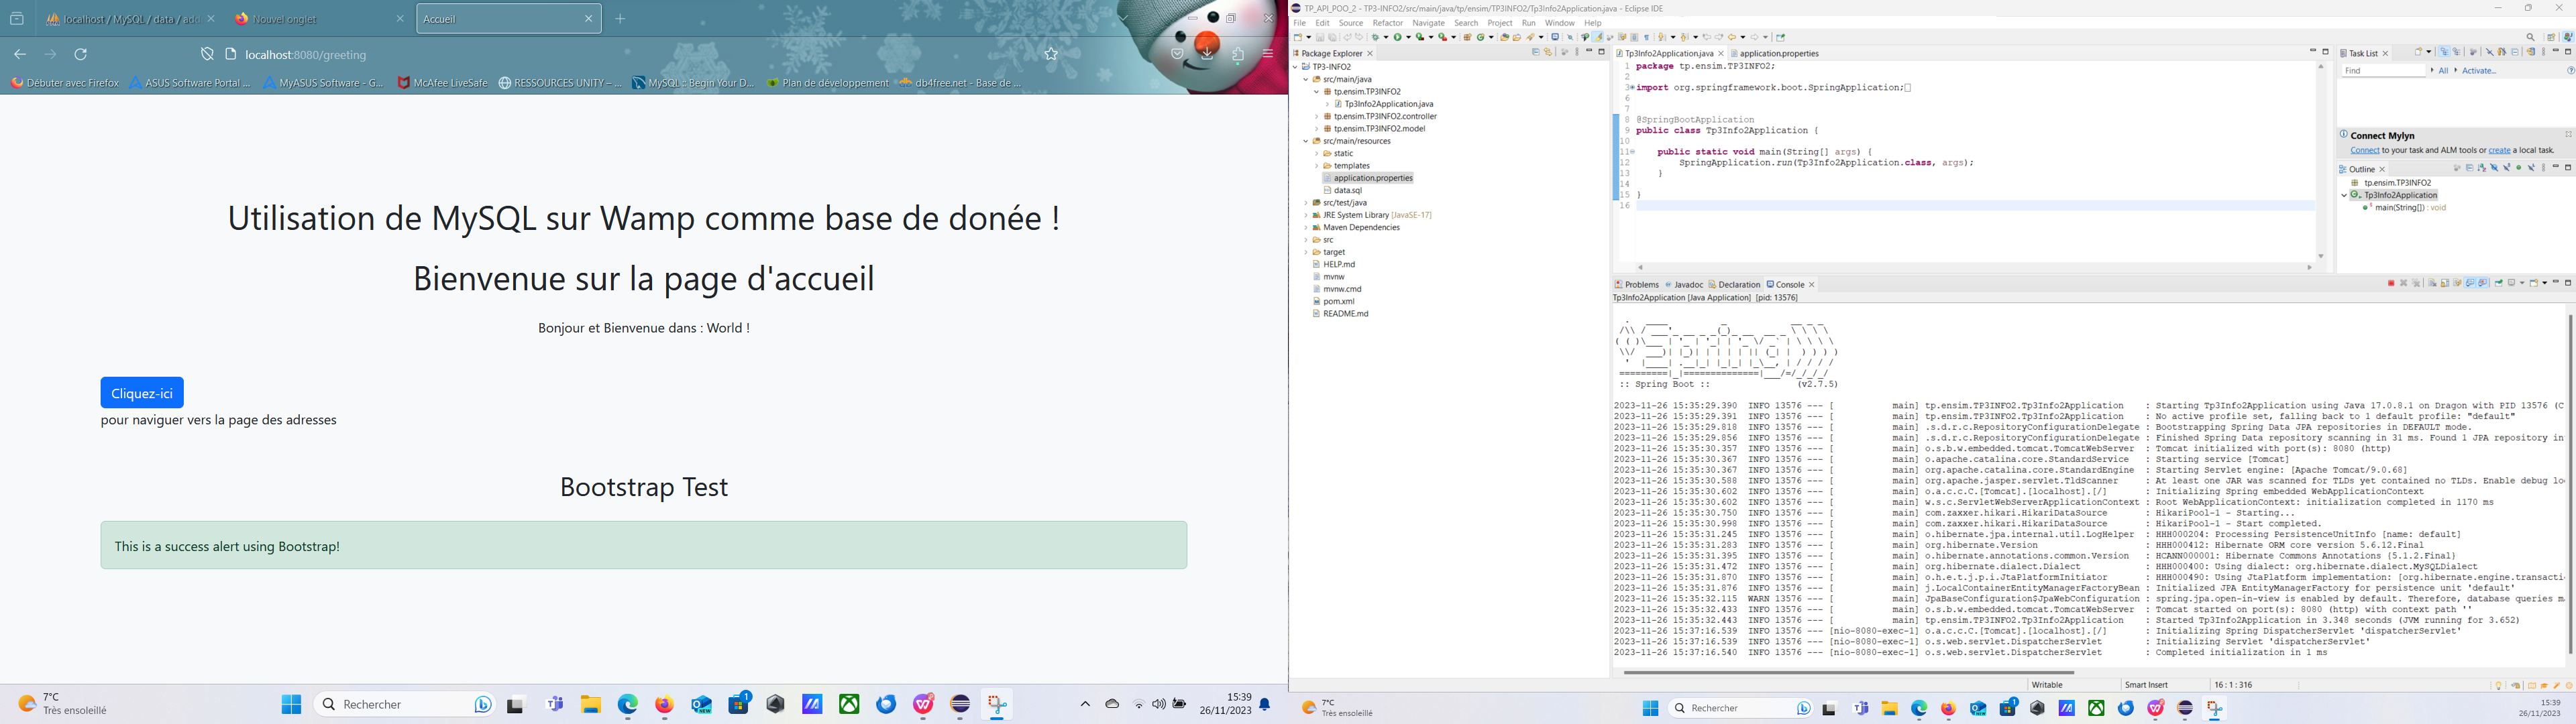 localhost / MySQL / data / add
Nouvel onglet
Accueil
localhost:8080/greeting
Débuter avec Firefox
ASUS Software Portal ...
MyASUS Software - G...
McAfee LiveSafe
RESSOURCES UNITY – ...
MySQL :: Begin Your D...
Plan de développement
db4free.net - Base de ...
Utilisation de MySQL sur Wamp comme base de donée !
Bienvenue sur la page d'accueil
Bonjour et Bienvenue dans : World !
Cliquez-ici
pour naviguer vers la page des adresses
Bootstrap Test
This is a success alert using Bootstrap!
7°C
Très ensoleillé
Rechercher
15:39
26/11/2023
TP_API_POO_2 - TP3-INFO2/src/main/java/tp/ensim/TP3INFO2/Tp3Info2Application.java - Eclipse IDE
File Edit Source Refactor Navigate Search Project Run Window Help
Package Explorer
TP3-INFO2
src/main/java
tp.ensim.TP3INFO2
Tp3Info2Application.java
tp.ensim.TP3INFO2.controller
tp.ensim.TP3INFO2.model
src/main/resources
static
templates
application.properties
data.sql
src/test/java
JRE System Library [JavaSE-17]
Maven Dependencies
src
target
HELP.md
mvnw
mvnw.cmd
pom.xml
README.md
Tp3Info2Application.java
application.properties
1 package tp.ensim.TP3INFO2;
2
3 import org.springframework.boot.SpringApplication;
6
7
8 @SpringBootApplication
9 public class Tp3Info2Application {
10
11 public static void main(String[] args) {
12 SpringApplication.run(Tp3Info2Application.class, args);
13 }
14
15 }
16
Task List
Find
All
Activate...
Connect Mylyn
Connect to your task and ALM tools or create a local task.
Outline
tp.ensim.TP3INFO2
Tp3Info2Application
main(String[]) : void
Problems Javadoc Declaration Console
Tp3Info2Application [Java Application] [pid: 13576]
:: Spring Boot :: (v2.7.5)
2023-11-26 15:35:29.390 INFO 13576 --- [ main] tp.ensim.TP3INFO2.Tp3Info2Application : Starting Tp3Info2Application using Java 17.0.8.1 on Dragon with PID 13576 (C
2023-11-26 15:35:29.391 INFO 13576 --- [ main] tp.ensim.TP3INFO2.Tp3Info2Application : No active profile set, falling back to 1 default profile: "default"
2023-11-26 15:35:29.818 INFO 13576 --- [ main] .s.d.r.c.RepositoryConfigurationDelegate : Bootstrapping Spring Data JPA repositories in DEFAULT mode.
2023-11-26 15:35:29.856 INFO 13576 --- [ main] .s.d.r.c.RepositoryConfigurationDelegate : Finished Spring Data repository scanning in 31 ms. Found 1 JPA repository in
2023-11-26 15:35:30.357 INFO 13576 --- [ main] o.s.b.w.embedded.tomcat.TomcatWebServer : Tomcat initialized with port(s): 8080 (http)
2023-11-26 15:35:30.367 INFO 13576 --- [ main] o.apache.catalina.core.StandardService : Starting service [Tomcat]
2023-11-26 15:35:30.367 INFO 13576 --- [ main] org.apache.catalina.core.StandardEngine : Starting Servlet engine: [Apache Tomcat/9.0.68]
2023-11-26 15:35:30.588 INFO 13576 --- [ main] org.apache.jasper.servlet.TldScanner : At least one JAR was scanned for TLDs yet contained no TLDs. Enable debug lo
2023-11-26 15:35:30.602 INFO 13576 --- [ main] o.a.c.c.C.[Tomcat].[localhost].[/] : Initializing Spring embedded WebApplicationContext
2023-11-26 15:35:30.602 INFO 13576 --- [ main] w.s.c.ServletWebServerApplicationContext : Root WebApplicationContext: initialization completed in 1170 ms
2023-11-26 15:35:30.750 INFO 13576 --- [ main] com.zaxxer.hikari.HikariDataSource : HikariPool-1 - Starting...
2023-11-26 15:35:30.998 INFO 13576 --- [ main] com.zaxxer.hikari.HikariDataSource : HikariPool-1 - Start completed.
2023-11-26 15:35:31.245 INFO 13576 --- [ main] o.hibernate.jpa.internal.util.LogHelper : HHH000204: Processing PersistenceUnitInfo [name: default]
2023-11-26 15:35:31.283 INFO 13576 --- [ main] org.hibernate.Version : HHH000412: Hibernate ORM core version 5.6.12.Final
2023-11-26 15:35:31.395 INFO 13576 --- [ main] o.hibernate.annotations.common.Version : HCANN000001: Hibernate Commons Annotations {5.1.2.Final}
2023-11-26 15:35:31.472 INFO 13576 --- [ main] org.hibernate.dialect.Dialect : HHH000400: Using dialect: org.hibernate.dialect.MySQLDialect
2023-11-26 15:35:31.870 INFO 13576 --- [ main] o.h.e.t.j.p.i.JtaPlatformInitiator : HHH000490: Using JtaPlatform implementation: [org.hibernate.engine.transacti
2023-11-26 15:35:31.876 INFO 13576 --- [ main] j.LocalContainerEntityManagerFactoryBean : Initialized JPA EntityManagerFactory for persistence unit 'default'
2023-11-26 15:35:32.115 WARN 13576 --- [ main] JpaBaseConfiguration$JpaWebConfiguration : spring.jpa.open-in-view is enabled by default. Therefore, database queries m
2023-11-26 15:35:32.433 INFO 13576 --- [ main] o.s.b.w.embedded.tomcat.TomcatWebServer : Tomcat started on port(s): 8080 (http) with context path ''
2023-11-26 15:35:32.443 INFO 13576 --- [ main] tp.ensim.TP3INFO2.Tp3Info2Application : Started Tp3Info2Application in 3.348 seconds (JVM running for 3.652)
2023-11-26 15:37:16.539 INFO 13576 --- [nio-8080-exec-1] o.a.c.c.C.[Tomcat].[localhost].[/] : Initializing Spring DispatcherServlet 'dispatcherServlet'
2023-11-26 15:37:16.539 INFO 13576 --- [nio-8080-exec-1] o.s.web.servlet.DispatcherServlet : Initializing Servlet 'dispatcherServlet'
2023-11-26 15:37:16.540 INFO 13576 --- [nio-8080-exec-1] o.s.web.servlet.DispatcherServlet : Completed initialization in 1 ms
Writable
Smart Insert
16 : 1 : 316
7°C
Très ensoleillé
Rechercher
15:39
26/11/2023